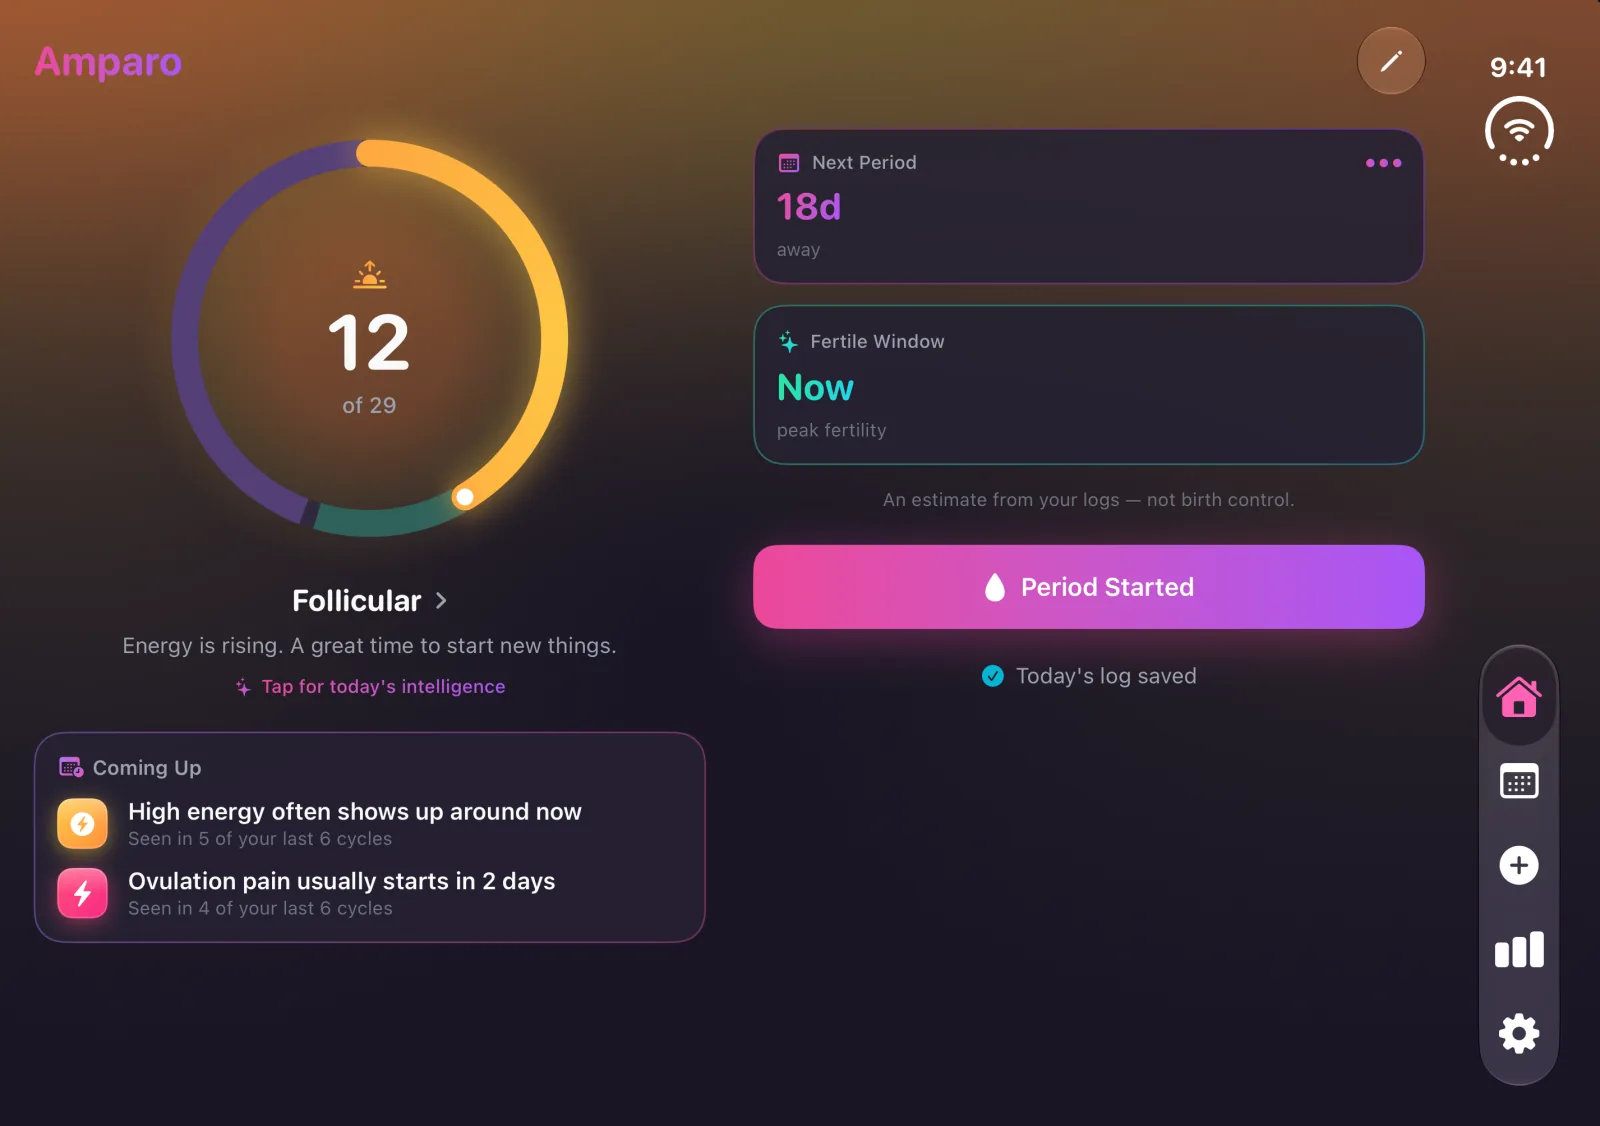 Amparo
9:41
12
of 29
Follicular
Energy is rising. A great time to start new things.
Tap for today's intelligence
Coming Up
High energy often shows up around now
Seen in 5 of your last 6 cycles
Ovulation pain usually starts in 2 days
Seen in 4 of your last 6 cycles
Next Period
18d
away
Fertile Window
Now
peak fertility
An estimate from your logs — not birth control.
Period Started
Today's log saved